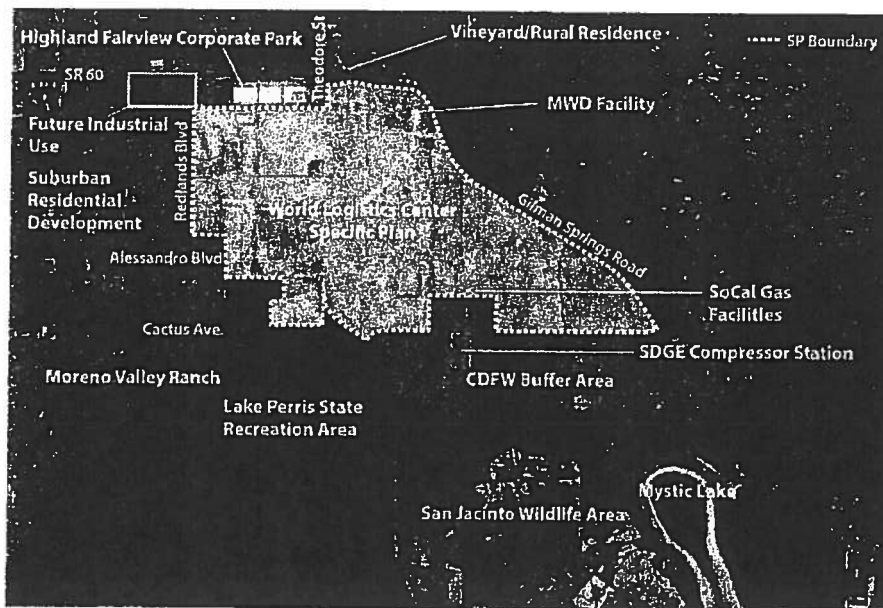 Highland Fairview Corporate Park
Theodore St
Vineyard/Rural Residence
SP Boundary
SR 60
MWD Facility
Future Industrial
Use
Redlands Blvd
Suburban
Residential
Development
World Logistics Center
Specific Plan
Gilman Springs Road
Alessandro Blvd
SoCal Gas
Facilities
Cactus Ave.
SDGE Compressor Station
Moreno Valley Ranch
CDFW Buffer Area
Lake Perris State
Recreation Area
Mystic Lake
San Jacinto Wildlife Area